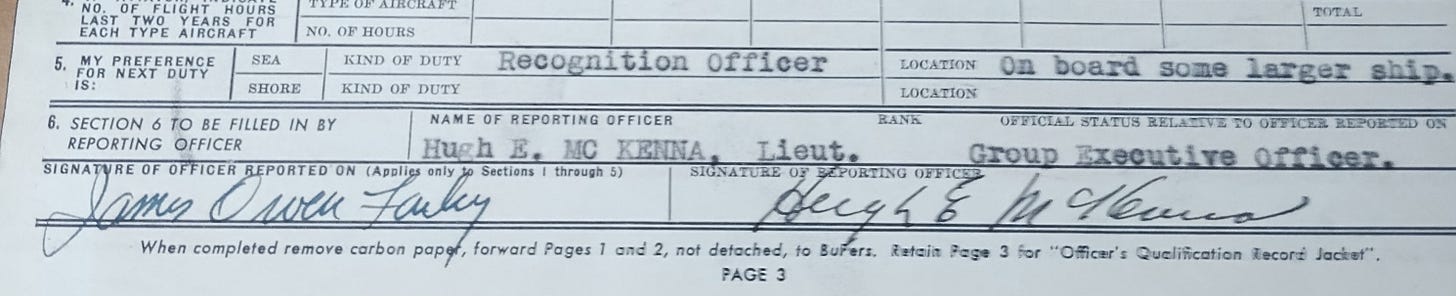 NO. OF FLIGHT HOURS TYPE OF AIRCRAFT TOTAL
LAST TWO YEARS FOR
EACH TYPE AIRCRAFT NO. OF HOURS
5. MY PREFERENCE FOR NEXT DUTY IS:
SEA KIND OF DUTY Recognition Officer LOCATION On board some larger ship.
SHORE KIND OF DUTY LOCATION
6. SECTION 6 TO BE FILLED IN BY REPORTING OFFICER
NAME OF REPORTING OFFICER RANK OFFICIAL STATUS RELATIVE TO OFFICER REPORTED ON
Hugh E. MC KENNA, Lieut. Group Executive Officer.
SIGNATURE OF OFFICER REPORTED ON (Applies only to Sections 1 through 5) SIGNATURE OF REPORTING OFFICER
James Owen Hugh E McKenna
When completed remove carbon paper, forward Pages 1 and 2, not detached, to BuPers. Retain Page 3 for "Officer's Qualification Record Jacket".
PAGE 3